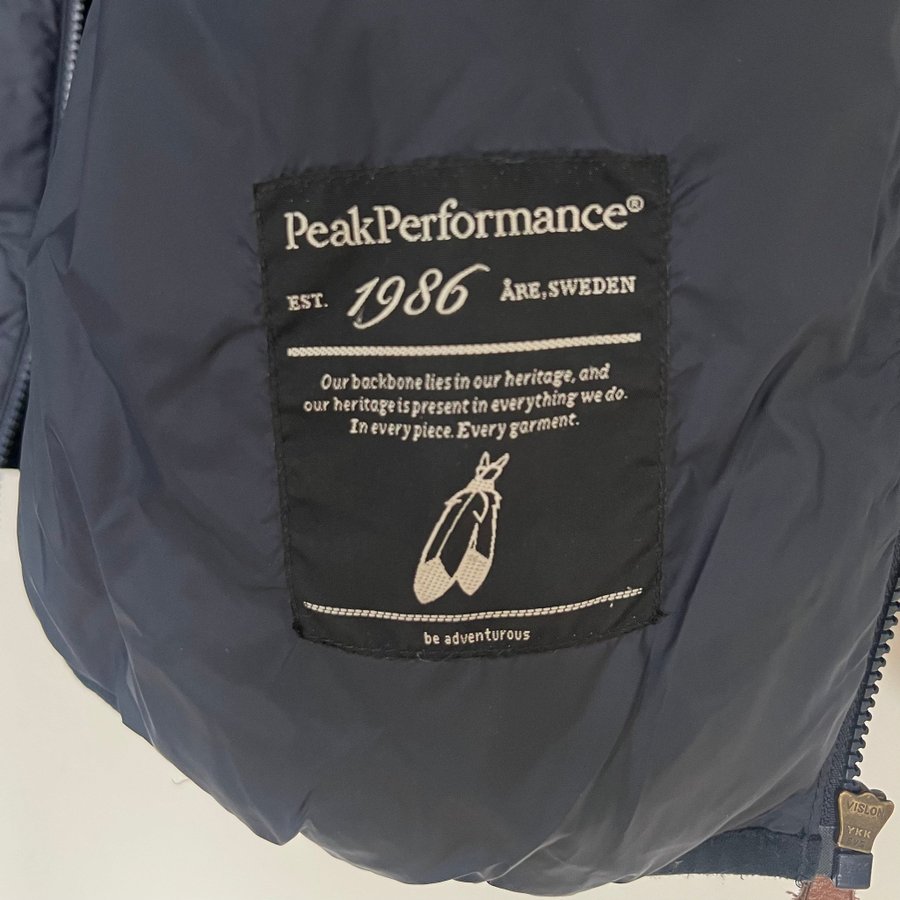 PeakPerformance®
EST. 1986 ÅRE, SWEDEN
Our backbone lies in our heritage, and
our heritage is present in everything we do.
In every piece. Every garment.
be adventurous
VISLON
YKK